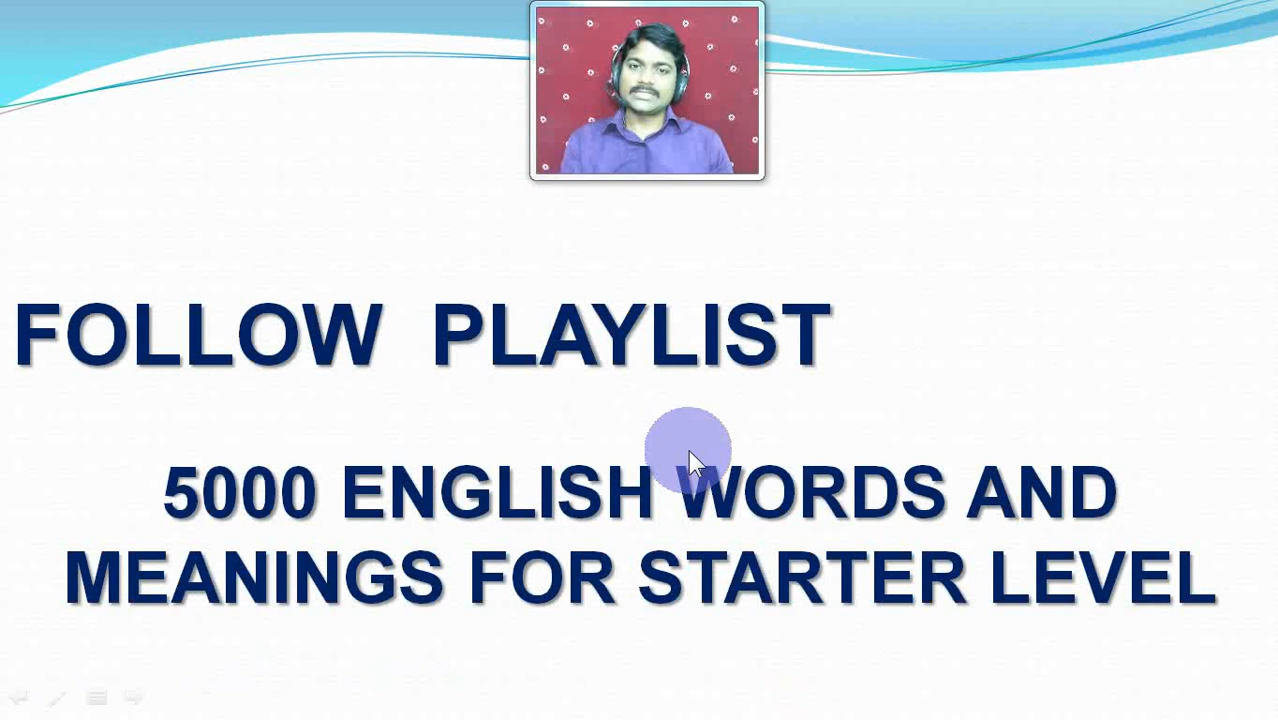 FOLLOW PLAYLIST
5000 ENGLISH WORDS AND
MEANINGS FOR STARTER LEVEL